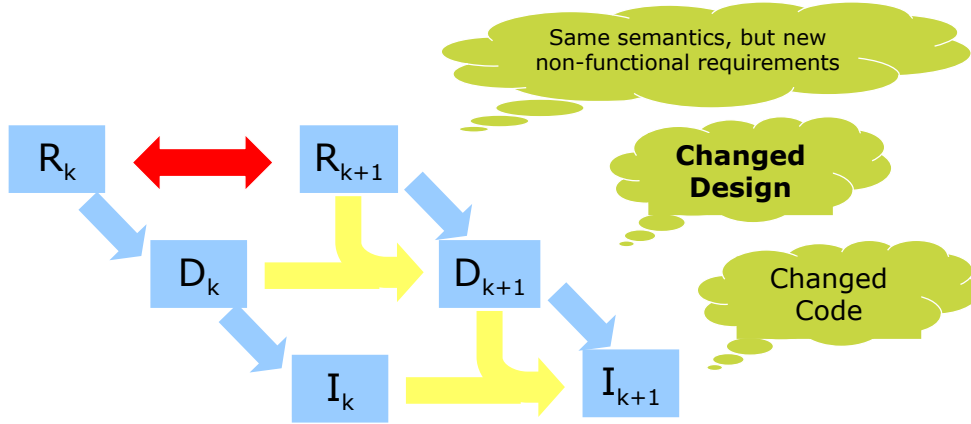 Same semantics, but new
non-functional requirements
Rk
Rk+1
Changed
Design
Dk
Dk+1
Changed
Code
Ik
Ik+1